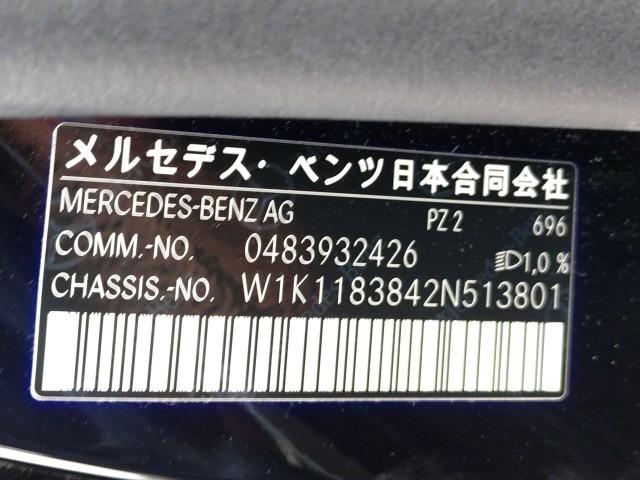 メルセデス・ベンツ日本合同会社
MERCEDES-BENZ AG PZ 2 696
COMM.-NO. 0483932426 1,0 %
CHASSIS.-NO. W1K1183842N513801